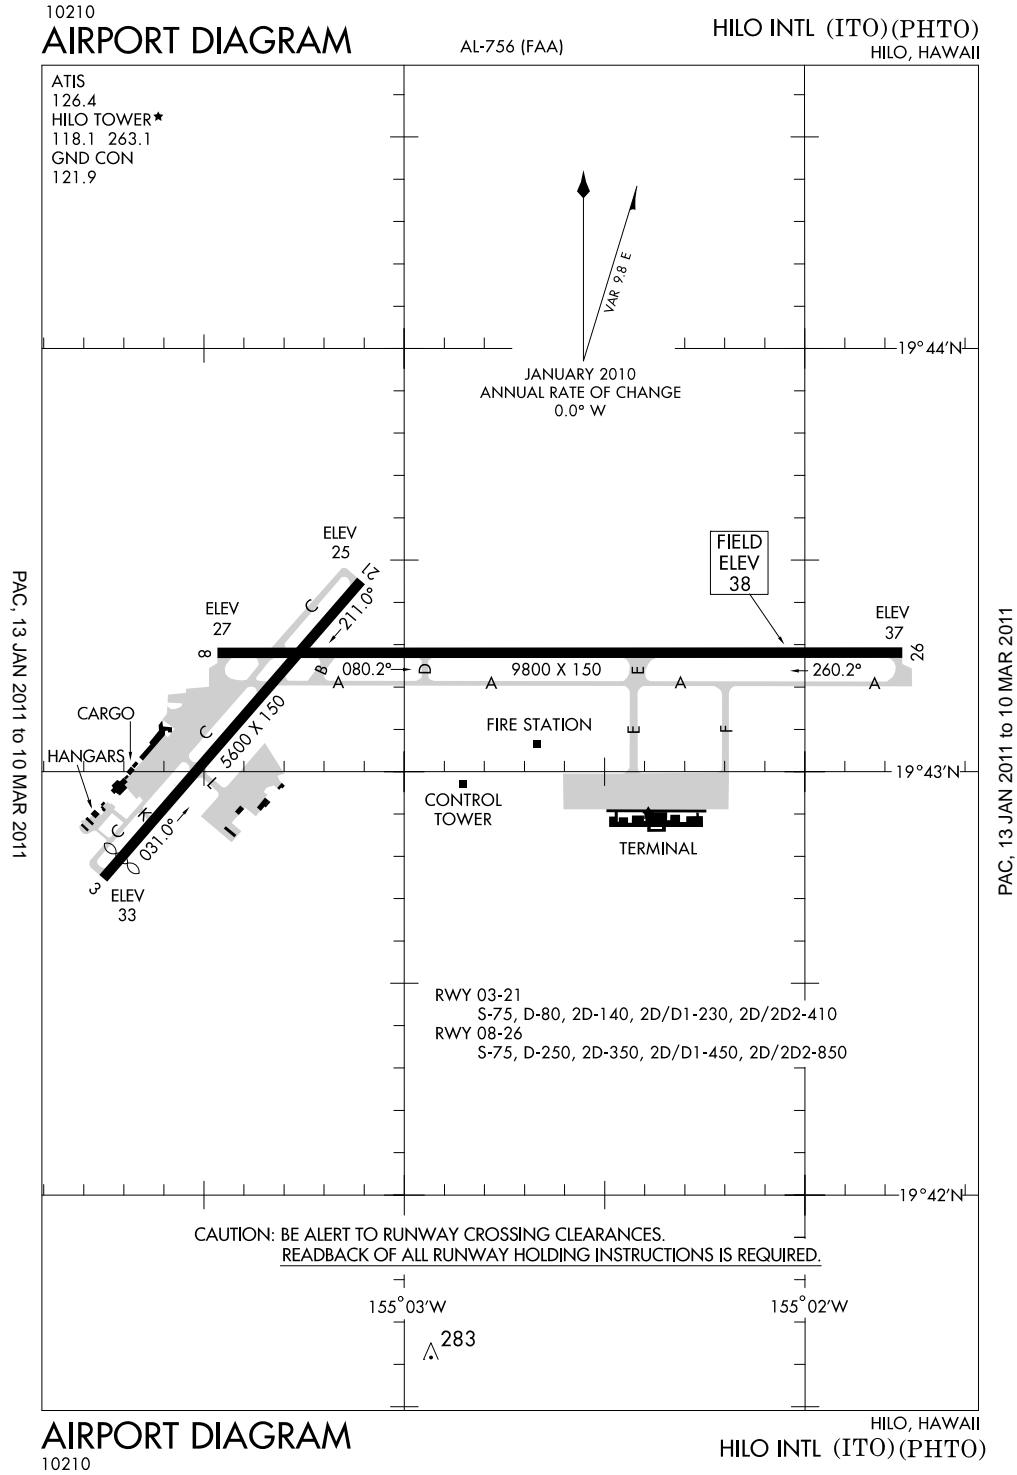 10210
AIRPORT DIAGRAM
AL-756 (FAA)
HILO INTL (ITO)(PHTO)
HILO, HAWAII
ATIS
126.4
HILO TOWER★
118.1 263.1
GND CON
121.9
VAR 9.8 E
19°44'N
JANUARY 2010
ANNUAL RATE OF CHANGE
0.0° W
ELEV
25
21
FIELD
ELEV
38
C
211.0°
ELEV
27
ELEV
37
8
26
B
080.2°
D
9800 X 150
E
260.2°
A
A
A
A
CARGO
C
5600 X 150
FIRE STATION
E
F
HANGARS
L
19°43'N
K
C
031.0°
CONTROL
TOWER
TERMINAL
3
ELEV
33
RWY 03-21
S-75, D-80, 2D-140, 2D/D1-230, 2D/2D2-410
RWY 08-26
S-75, D-250, 2D-350, 2D/D1-450, 2D/2D2-850
19°42'N
CAUTION: BE ALERT TO RUNWAY CROSSING CLEARANCES.
READBACK OF ALL RUNWAY HOLDING INSTRUCTIONS IS REQUIRED.
155°03'W
155°02'W
283
PAC, 13 JAN 2011 to 10 MAR 2011
PAC, 13 JAN 2011 to 10 MAR 2011
AIRPORT DIAGRAM
10210
HILO, HAWAII
HILO INTL (ITO)(PHTO)